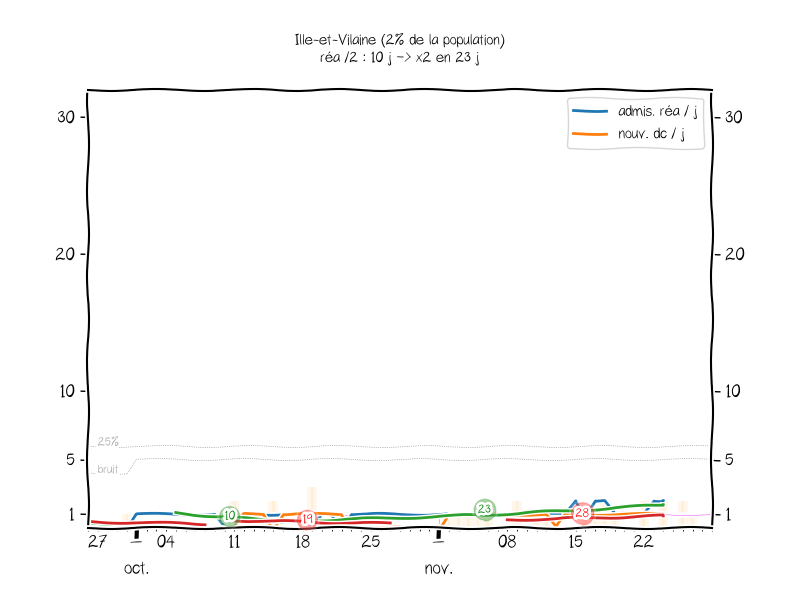 Ille-et-Vilaine (2% de la population)
réa /2 : 10 j -> x2 en 23 j
admis. réa / j
nouv. dc / j
30 30
20 20
10 10
25%
5 5
bruit
1 1
10 19 23 28
27 04 11 18 25 08 15 22
oct. nov.